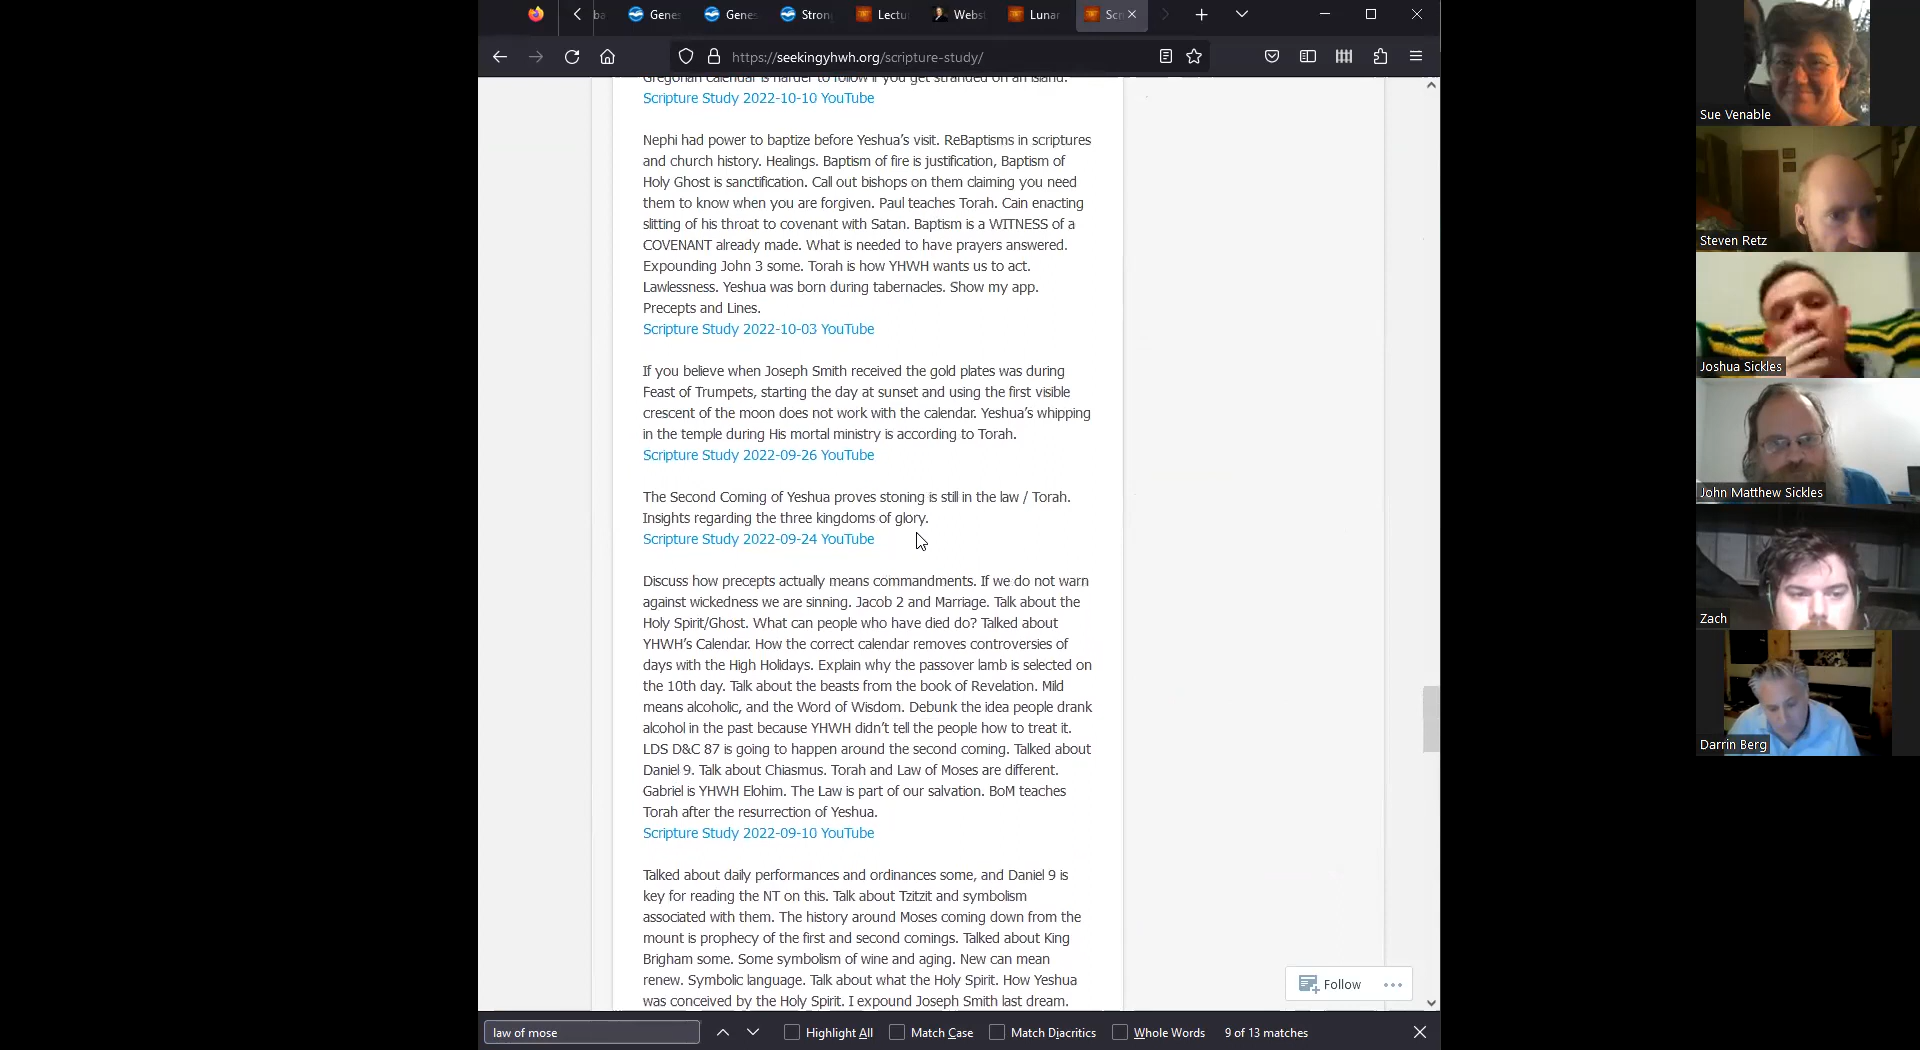 Genes
Genes
Stron
Lectu
Webst
Lunar
Scri
https://seekingyhwh.org/scripture-study/
Gregorian calendar is harder to follow if you get stranded on an island.
Scripture Study 2022-10-10 YouTube
Nephi had power to baptize before Yeshua's visit. ReBaptisms in scriptures
and church history. Healings. Baptism of fire is justification, Baptism of
Holy Ghost is sanctification. Call out bishops on them claiming you need
them to know when you are forgiven. Paul teaches Torah. Cain enacting
slitting of his throat to covenant with Satan. Baptism is a WITNESS of a
COVENANT already made. What is needed to have prayers answered.
Expounding John 3 some. Torah is how YHWH wants us to act.
Lawlessness. Yeshua was born during tabernacles. Show my app.
Precepts and Lines.
Scripture Study 2022-10-03 YouTube
If you believe when Joseph Smith received the gold plates was during
Feast of Trumpets, starting the day at sunset and using the first visible
crescent of the moon does not work with the calendar. Yeshua's whipping
in the temple during His mortal ministry is according to Torah.
Scripture Study 2022-09-26 YouTube
The Second Coming of Yeshua proves stoning is still in the law / Torah.
Insights regarding the three kingdoms of glory.
Scripture Study 2022-09-24 YouTube
Discuss how precepts actually means commandments. If we do not warn
against wickedness we are sinning. Jacob 2 and Marriage. Talk about the
Holy Spirit/Ghost. What can people who have died do? Talked about
YHWH's Calendar. How the correct calendar removes controversies of
days with the High Holidays. Explain why the passover lamb is selected on
the 10th day. Talk about the beasts from the book of Revelation. Mild
means alcoholic, and the Word of Wisdom. Debunk the idea people drank
alcohol in the past because YHWH didn't tell the people how to treat it.
LDS D&C 87 is going to happen around the second coming. Talked about
Daniel 9. Talk about Chiasmus. Torah and Law of Moses are different.
Gabriel is YHWH Elohim. The Law is part of our salvation. BoM teaches
Torah after the resurrection of Yeshua.
Scripture Study 2022-09-10 YouTube
Talked about daily performances and ordinances some, and Daniel 9 is
key for reading the NT on this. Talk about Tzitzit and symbolism
associated with them. The history around Moses coming down from the
mount is prophecy of the first and second comings. Talked about King
Brigham some. Some symbolism of wine and aging. New can mean
renew. Symbolic language. Talk about what the Holy Spirit. How Yeshua
was conceived by the Holy Spirit. I expound Joseph Smith last dream.
Follow
law of mose
Highlight All
Match Case
Match Diacritics
Whole Words
9 of 13 matches
Sue Venable
Steven Retz
Joshua Sickles
John Matthew Sickles
Zach
Darrin Berg